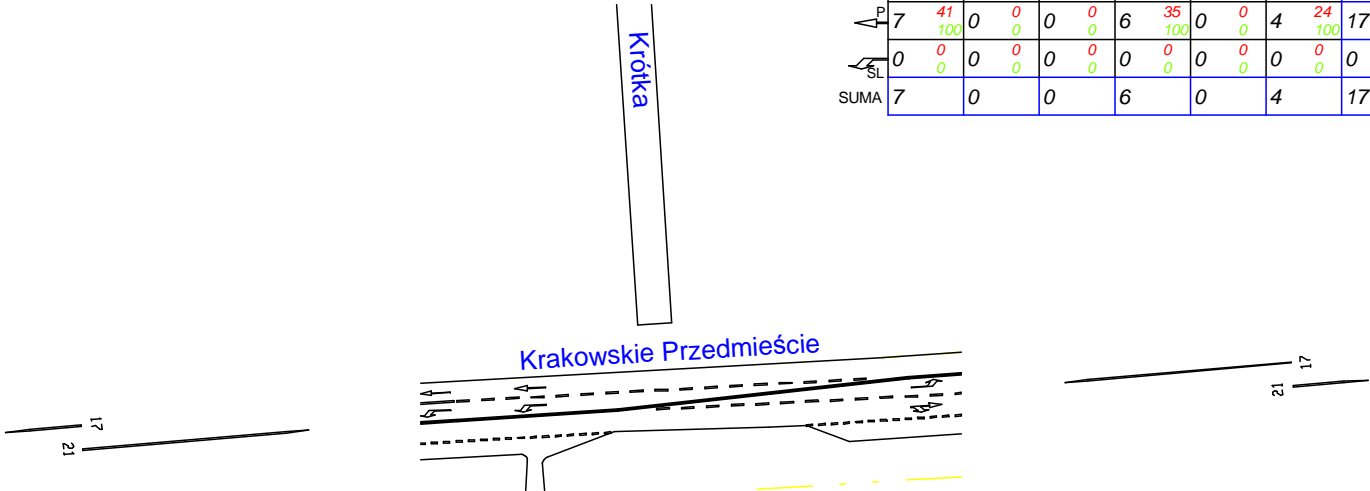 P 7 41 100 0 0 0 0 0 0 6 35 100 0 0 0 4 24 100 17
SL 0 0 0 0 0 0 0 0 0 0 0 0 0 0 0 0 0 0 0
SUMA 7 0 0 6 0 4 17
Krótka
Krakowskie Przedmieście
17
21
17
21